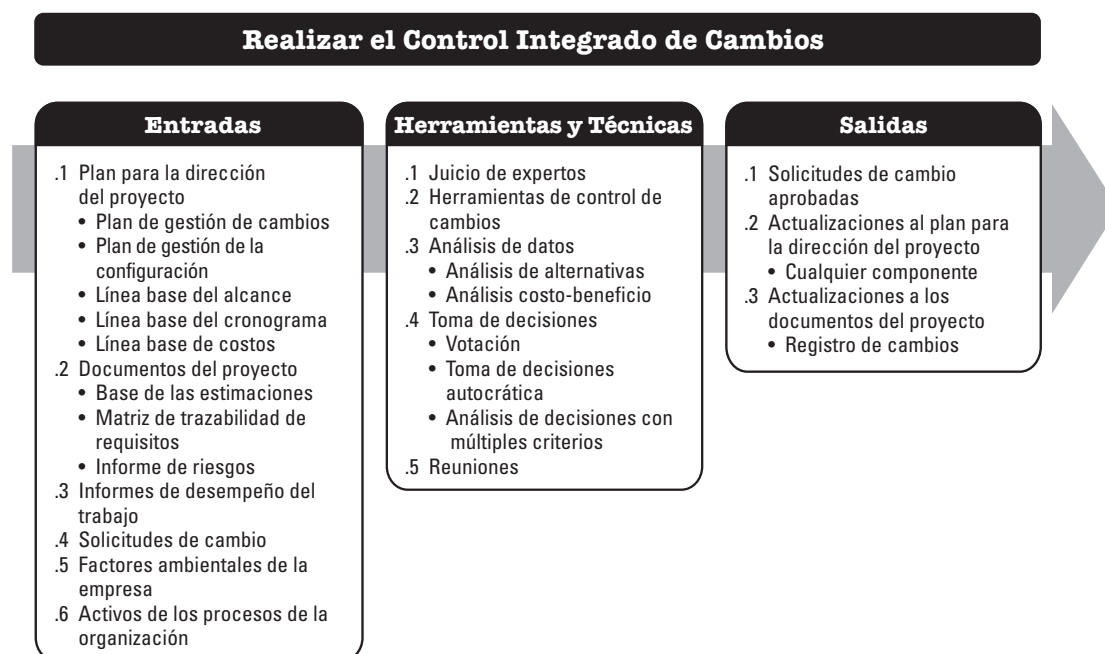 Realizar el Control Integrado de Cambios
Entradas
.1 Plan para la dirección
del proyecto
• Plan de gestión de cambios
• Plan de gestión de la
configuración
• Línea base del alcance
• Línea base del cronograma
• Línea base de costos
.2 Documentos del proyecto
• Base de las estimaciones
• Matriz de trazabilidad de
requisitos
• Informe de riesgos
.3 Informes de desempeño del
trabajo
.4 Solicitudes de cambio
.5 Factores ambientales de la
empresa
.6 Activos de los procesos de la
organización
Herramientas y Técnicas
.1 Juicio de expertos
.2 Herramientas de control de
cambios
.3 Análisis de datos
• Análisis de alternativas
• Análisis costo-beneficio
.4 Toma de decisiones
• Votación
• Toma de decisiones
autocrática
• Análisis de decisiones con
múltiples criterios
.5 Reuniones
Salidas
.1 Solicitudes de cambio
aprobadas
.2 Actualizaciones al plan para
la dirección del proyecto
• Cualquier componente
.3 Actualizaciones a los
documentos del proyecto
• Registro de cambios